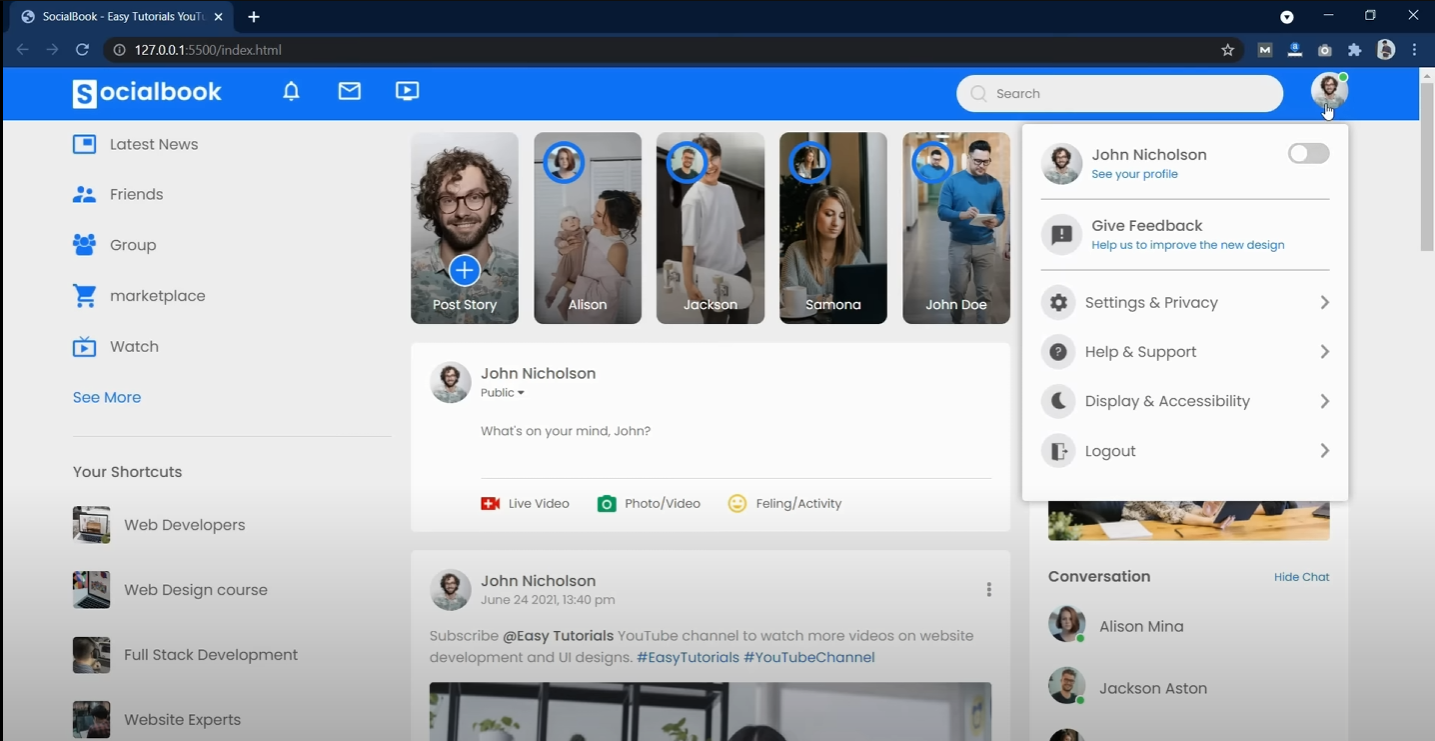 SocialBook - Easy Tutorials YouT
127.0.0.1:5500/index.html
Socialbook
Search
Latest News
Friends
Group
marketplace
Watch
See More
Your Shortcuts
Web Developers
Web Design course
Full Stack Development
Website Experts
Post Story
Alison
Jackson
Samona
John Doe
John Nicholson
Public
What's on your mind, John?
Live Video
Photo/Video
Feling/Activity
John Nicholson
June 24 2021, 13:40 pm
Subscribe @Easy Tutorials YouTube channel to watch more videos on website
development and UI designs. #EasyTutorials #YouTubeChannel
John Nicholson
See your profile
Give Feedback
Help us to improve the new design
Settings & Privacy
Help & Support
Display & Accessibility
Logout
Conversation
Hide Chat
Alison Mina
Jackson Aston